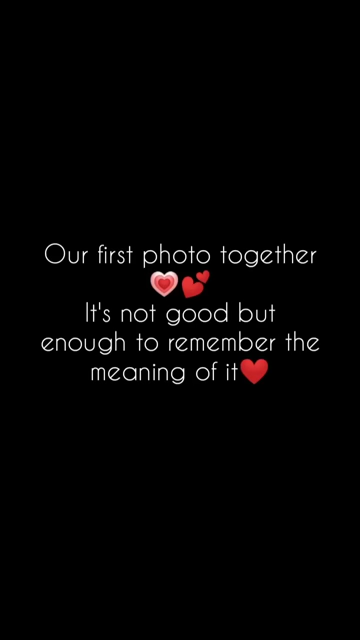 Our first photo together
💗💕
It's not good but
enough to remember the
meaning of it❤️